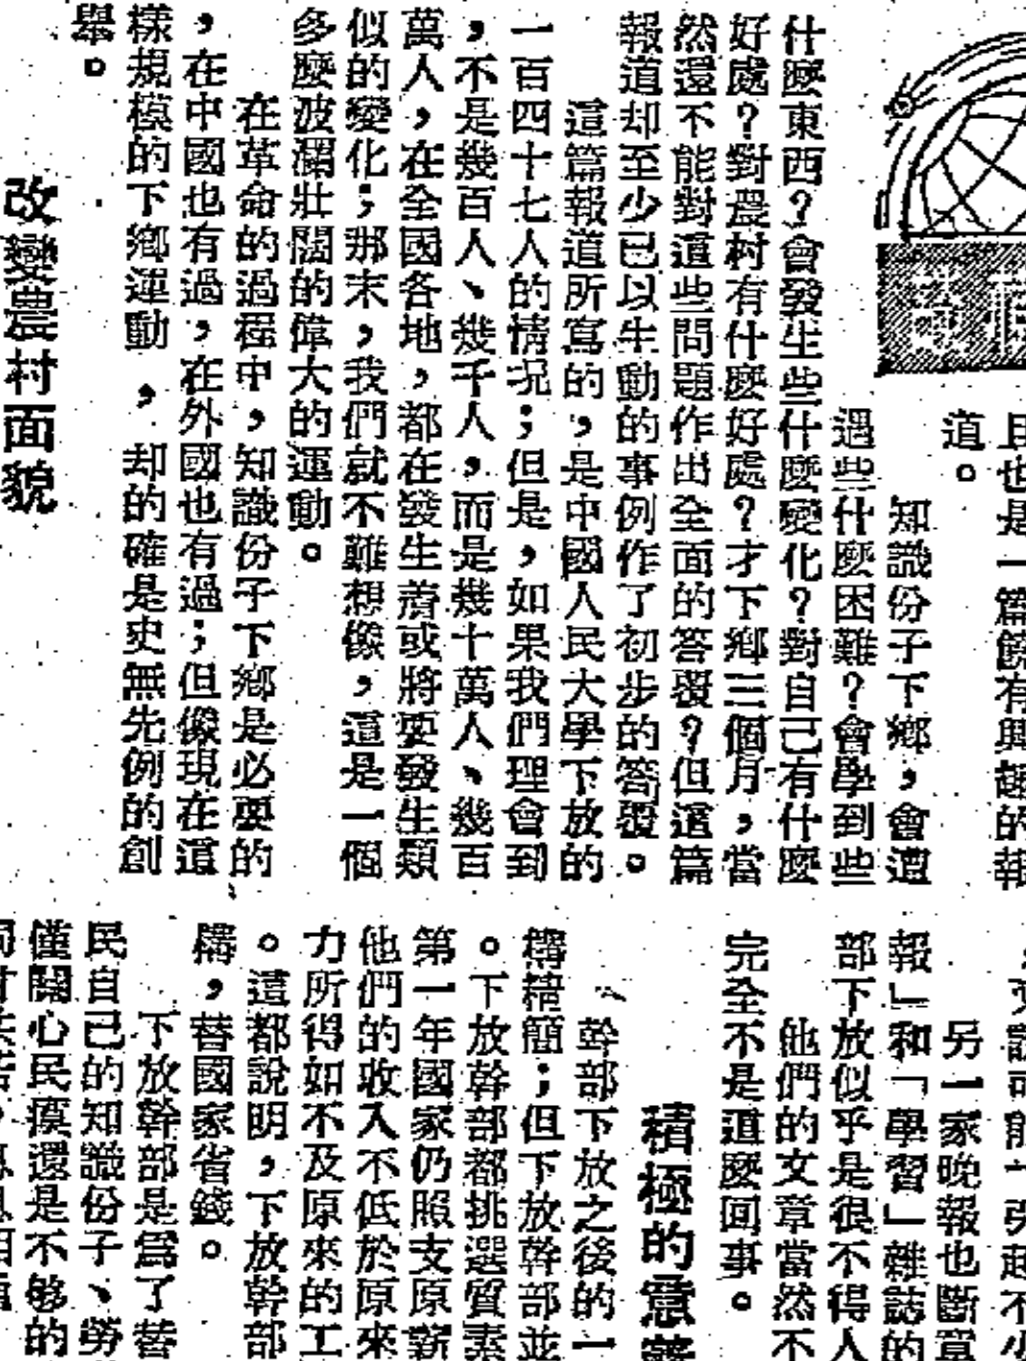 且也是一篇饒有興趣的報
道。
知識份子下鄉，會遭
遇些什麼困難？會學到些
什麼東西？會發生些什麼變化？對自己有什麼
好處？對農村有什麼好處？才下鄉三個月，當
然還不能對這些問題作出全面的答覆？但這篇
報道却至少已以生動的事例作了初步的答覆。
這篇報道所寫的，是中國人民大學下放的
一百四十七人的情況；但是，如果我們理會到
，不是幾百人、幾千人，而是幾十萬人、幾百
萬人，在全國各地，都在發生着或將要發生類
似的變化；那末，我們就不難想像，這是一個
多麼波瀾壯闊的偉大的運動。
在革命的過程中，知識份子下鄉是必要的
，在中國也有過，在外國也有過；但像現在這
樣規模的下鄉運動，却的確是史無先例的創
舉。
改變農村面貌
另一家晚報也斷
報」和「學習」雜誌的
部下放似乎是很不得人
他們的文章當然不
完全不是這麼回事。
積極的意義
幹部下放之後的一
構精簡；但下放幹部並
。下放幹部都挑選質素
第一年國家仍照支原薪
他們的收入不低於原來
力所得如不及原來的工
。這都說明，下放幹部
構，替國家省錢。
下放幹部是爲了替
民自己的知識份子、勞
僅關心民瘼還是不够的